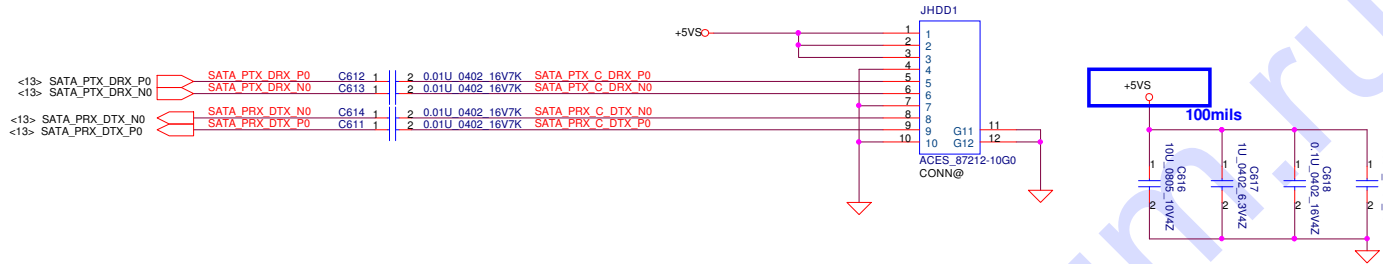 JHDD1
+5VS
1 1
2 2
3 3
4 4
<13> SATA_PTX_DRX_P0 SATA_PTX_DRX_P0 C612 1 2 0.01U_0402_16V7K SATA_PTX_C_DRX_P0 5 5
<13> SATA_PTX_DRX_N0 SATA_PTX_DRX_N0 C613 1 2 0.01U_0402_16V7K SATA_PTX_C_DRX_N0 6 6
7 7
<13> SATA_PRX_DTX_N0 SATA_PRX_DTX_N0 C614 1 2 0.01U_0402_16V7K SATA_PRX_C_DTX_N0 8 8
<13> SATA_PRX_DTX_P0 SATA_PRX_DTX_P0 C611 1 2 0.01U_0402_16V7K SATA_PRX_C_DTX_P0 9 9 G11 11
10 10 G12 12
ACES_87212-10G0
CONN@
+5VS
100mils
1 2 C616
10U_0805_10V4Z
1 2 C617
1U_0402_6.3V4Z
1 2 C618
0.1U_0402_16V4Z
1 2